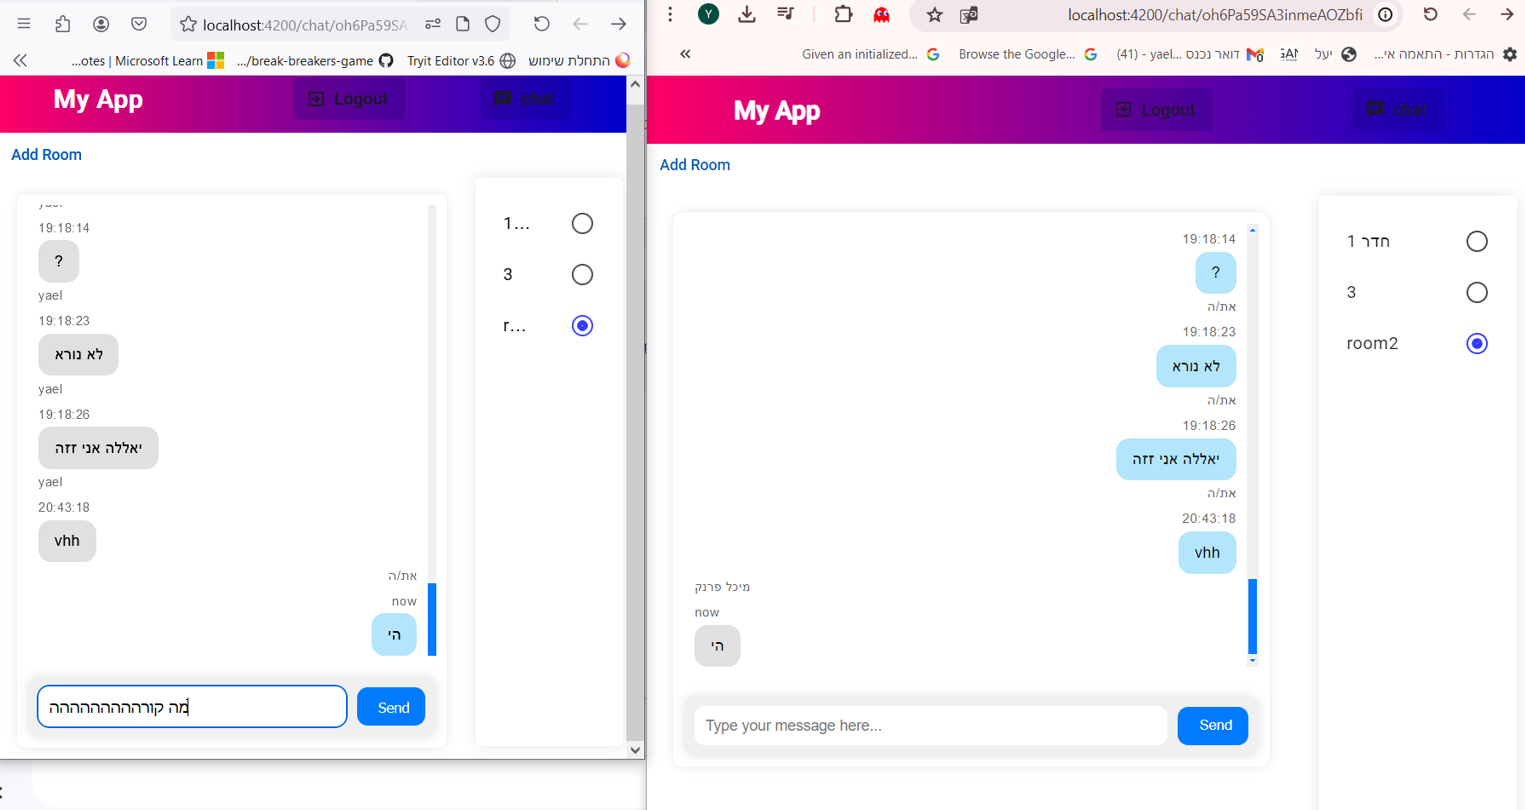 localhost:4200/chat/oh6Pa59SA
...otes | Microsoft Learn
.../break-breakers-game
Tryit Editor v3.6
התחלת שימוש
My App
Logout
chat
Add Room
yael
19:18:14
?
yael
19:18:23
לא נורא
yael
19:18:26
יאללה אני זזה
yael
20:43:18
vhh
את/ה
now
הי
מה קורהההההההההה
Send
1...
3
r...
Y
localhost:4200/chat/oh6Pa59SA3inmeAOZbfi
Given an initialized...
Browse the Google...
(41) - yael... דואר נכנס
יעל
הגדרות - התאמה אי...
My App
Logout
chat
Add Room
19:18:14
?
את/ה
19:18:23
לא נורא
את/ה
19:18:26
יאללה אני זזה
את/ה
20:43:18
vhh
מיכל פרנק
now
הי
Type your message here...
Send
חדר 1
3
room2